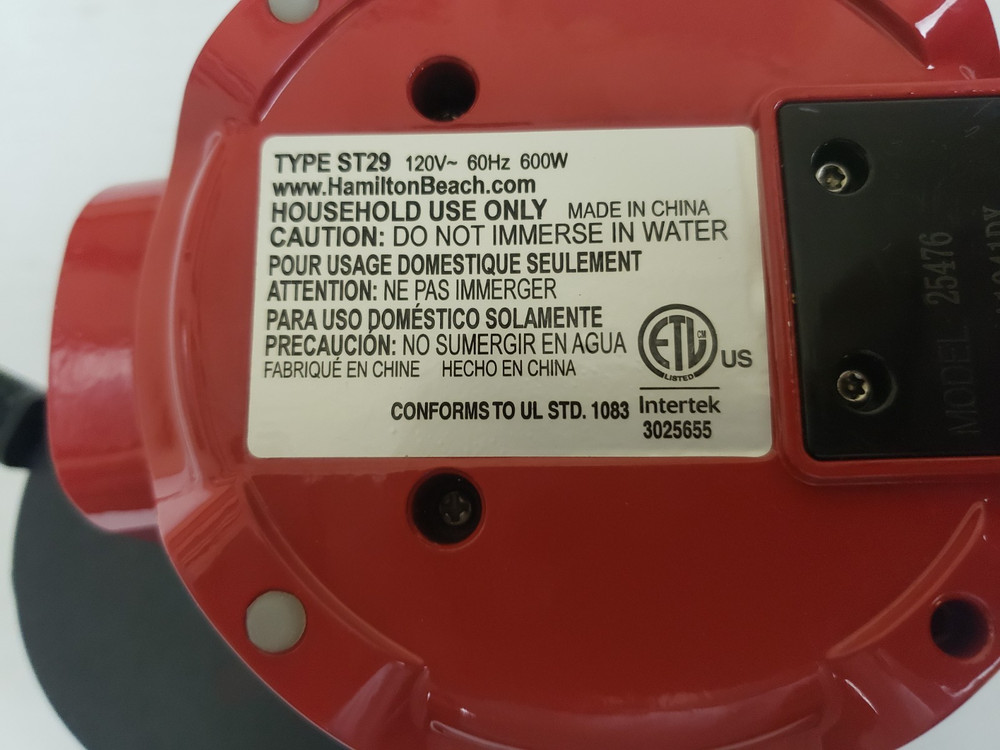 TYPE ST29 120V~ 60Hz 600W
www.HamiltonBeach.com
HOUSEHOLD USE ONLY MADE IN CHINA
CAUTION: DO NOT IMMERSE IN WATER
POUR USAGE DOMESTIQUE SEULEMENT
ATTENTION: NE PAS IMMERGER
PARA USO DOMÉSTICO SOLAMENTE
PRECAUCIÓN: NO SUMERGIR EN AGUA
FABRIQUÉ EN CHINE HECHO EN CHINA
CONFORMS TO UL STD. 1083
ETL CM US
LISTED
Intertek
3025655
MODEL 25476